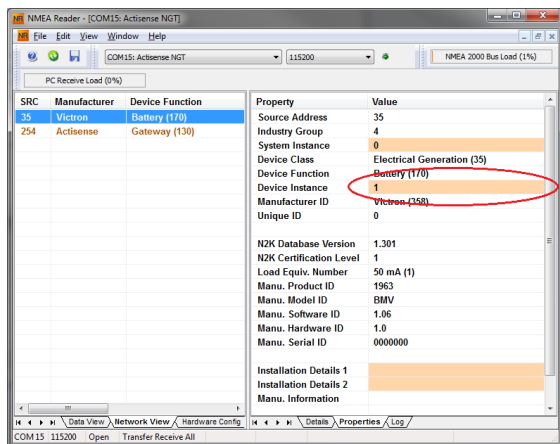 NMEA Reader - [COM15: Actisense NGT]
File Edit View Window Help
COM15: Actisense NGT 115200 NMEA 2000 Bus Load (1%)
PC Receive Load (0%)
SRC Manufacturer Device Function
35 Victron Battery (170)
254 Actisense Gateway (130)
Property Value
Source Address 35
Industry Group 4
System Instance 0
Device Class Electrical Generation (35)
Device Function Battery (170)
Device Instance 1
Manufacturer ID Victron (358)
Unique ID 0
N2K Database Version 1.301
N2K Certification Level 1
Load Equiv. Number 50 mA (1)
Manu. Product ID 1963
Manu. Model ID BMV
Manu. Software ID 1.06
Manu. Hardware ID 1.0
Manu. Serial ID 0000000
Installation Details 1
Installation Details 2
Manu. Information
Data View Network View Hardware Config Details Properties Log
COM15 115200 Open Transfer Receive All